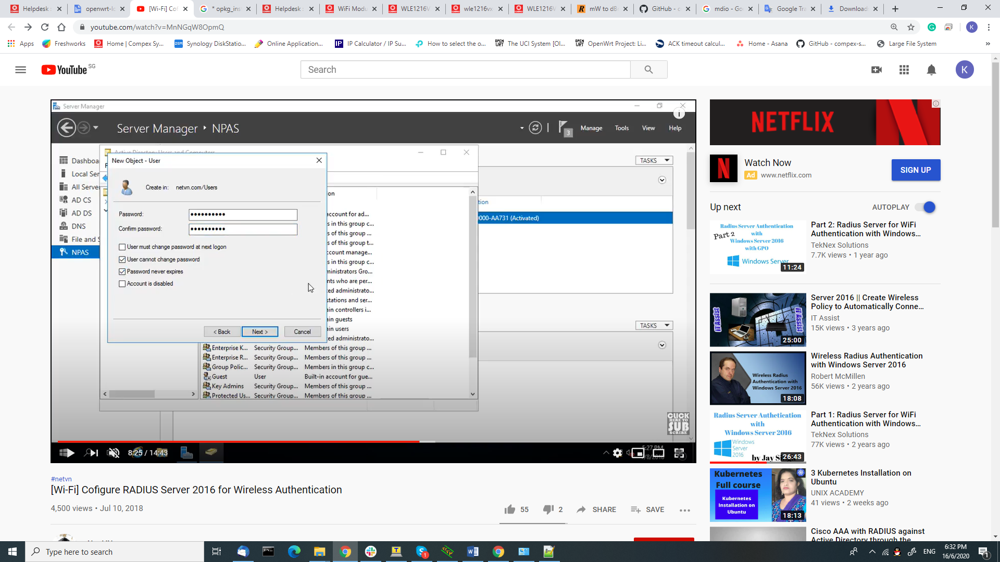 Helpdesk
openwrt-lo
[Wi-Fi] Cof
* opkg_ins
Helpdesk
WiFi Modu
WLE1216V
wle1216vx
WLE1216V
mW to dB
GitHub - c
mdio - Go
Google Tra
Download
youtube.com/watch?v=MnNGqW8OpmQ
K
Apps
Freshworks
Home | Compex Sy...
Synology DiskStatio...
Online Application...
IP Calculator / IP Su...
How to select the o...
The UCI System [Ol...
OpenWrt Project: Li...
ACK timeout calcul...
Home - Asana
GitHub - compex-s...
Large File System
YouTube SG
Search
K
Server Manager
Server Manager NPAS
3
Manage Tools View Help
Dashboa
Local Ser
All Server
AD CS
AD DS
DNS
File and S
NPAS
Active Directory Users and Computers
New Object - User
Create in: netvn.com/Users
Password:
Confirm password:
User must change password at next logon
User cannot change password
Password never expires
Account is disabled
< Back Next > Cancel
on
account for ad...
s in this group c...
s of this group ...
s of this group t...
count manage...
s in this group c...
ministrators Gro...
nts who are per...
ed administrato...
stations and ser...
ain controllers i...
ain guests
ain users
ed administrato...
Enterprise K... Security Group... Members of this group ...
Enterprise R... Security Group... Members of this group ...
Group Polic... Security Group... Members of this group c...
Guest User Built-in account for gue...
Key Admins Security Group... Members of this group ...
Protected Us... Security Group... Members of this group ...
TASKS
tion
000-AA731 (Activated)
TASKS
CLICK
HERE TO
SUB
SCRIBE
8:25 / 14:43
5:27 PM
#netvn
[Wi-Fi] Cofigure RADIUS Server 2016 for Wireless Authentication
4,500 views • Jul 10, 2018
55 2 SHARE SAVE
NETFLIX
Watch Now
Ad www.netflix.com
SIGN UP
Up next
AUTOPLAY
Radius Server Authentication
with
Part 2
Windows Server 2016
with GPO
Windows Server
11:24
Part 2: Radius Server for WiFi
Authentication with Windows...
TekNex Solutions
7.7K views • 1 year ago
IT Assist
IT Assist
25:00
Server 2016 || Create Wireless
Policy to Automatically Conne...
IT Assist
15K views • 3 years ago
Wireless Radius
Authentication with
Windows Server 2016
18:08
Wireless Radius Authentication
with Windows Server 2016
Robert McMillen
56K views • 2 years ago
Radius Server Authetication
with
Windows Server 2016
Windows
Server
2016
by Jay Si
26:43
Part 1: Radius Server for WiFi
Authentication with Windows...
TekNex Solutions
77K views • 2 years ago
Kubernetes
Full course
Kubernetes
Installation on
Ubuntu
18:13
3 Kubernetes Installation on
Ubuntu
UNIX ACADEMY
41 views • 2 weeks ago
Cisco AAA with RADIUS against
Active Directory through the
Type here to search
1
ENG
6:32 PM
16/6/2020
1